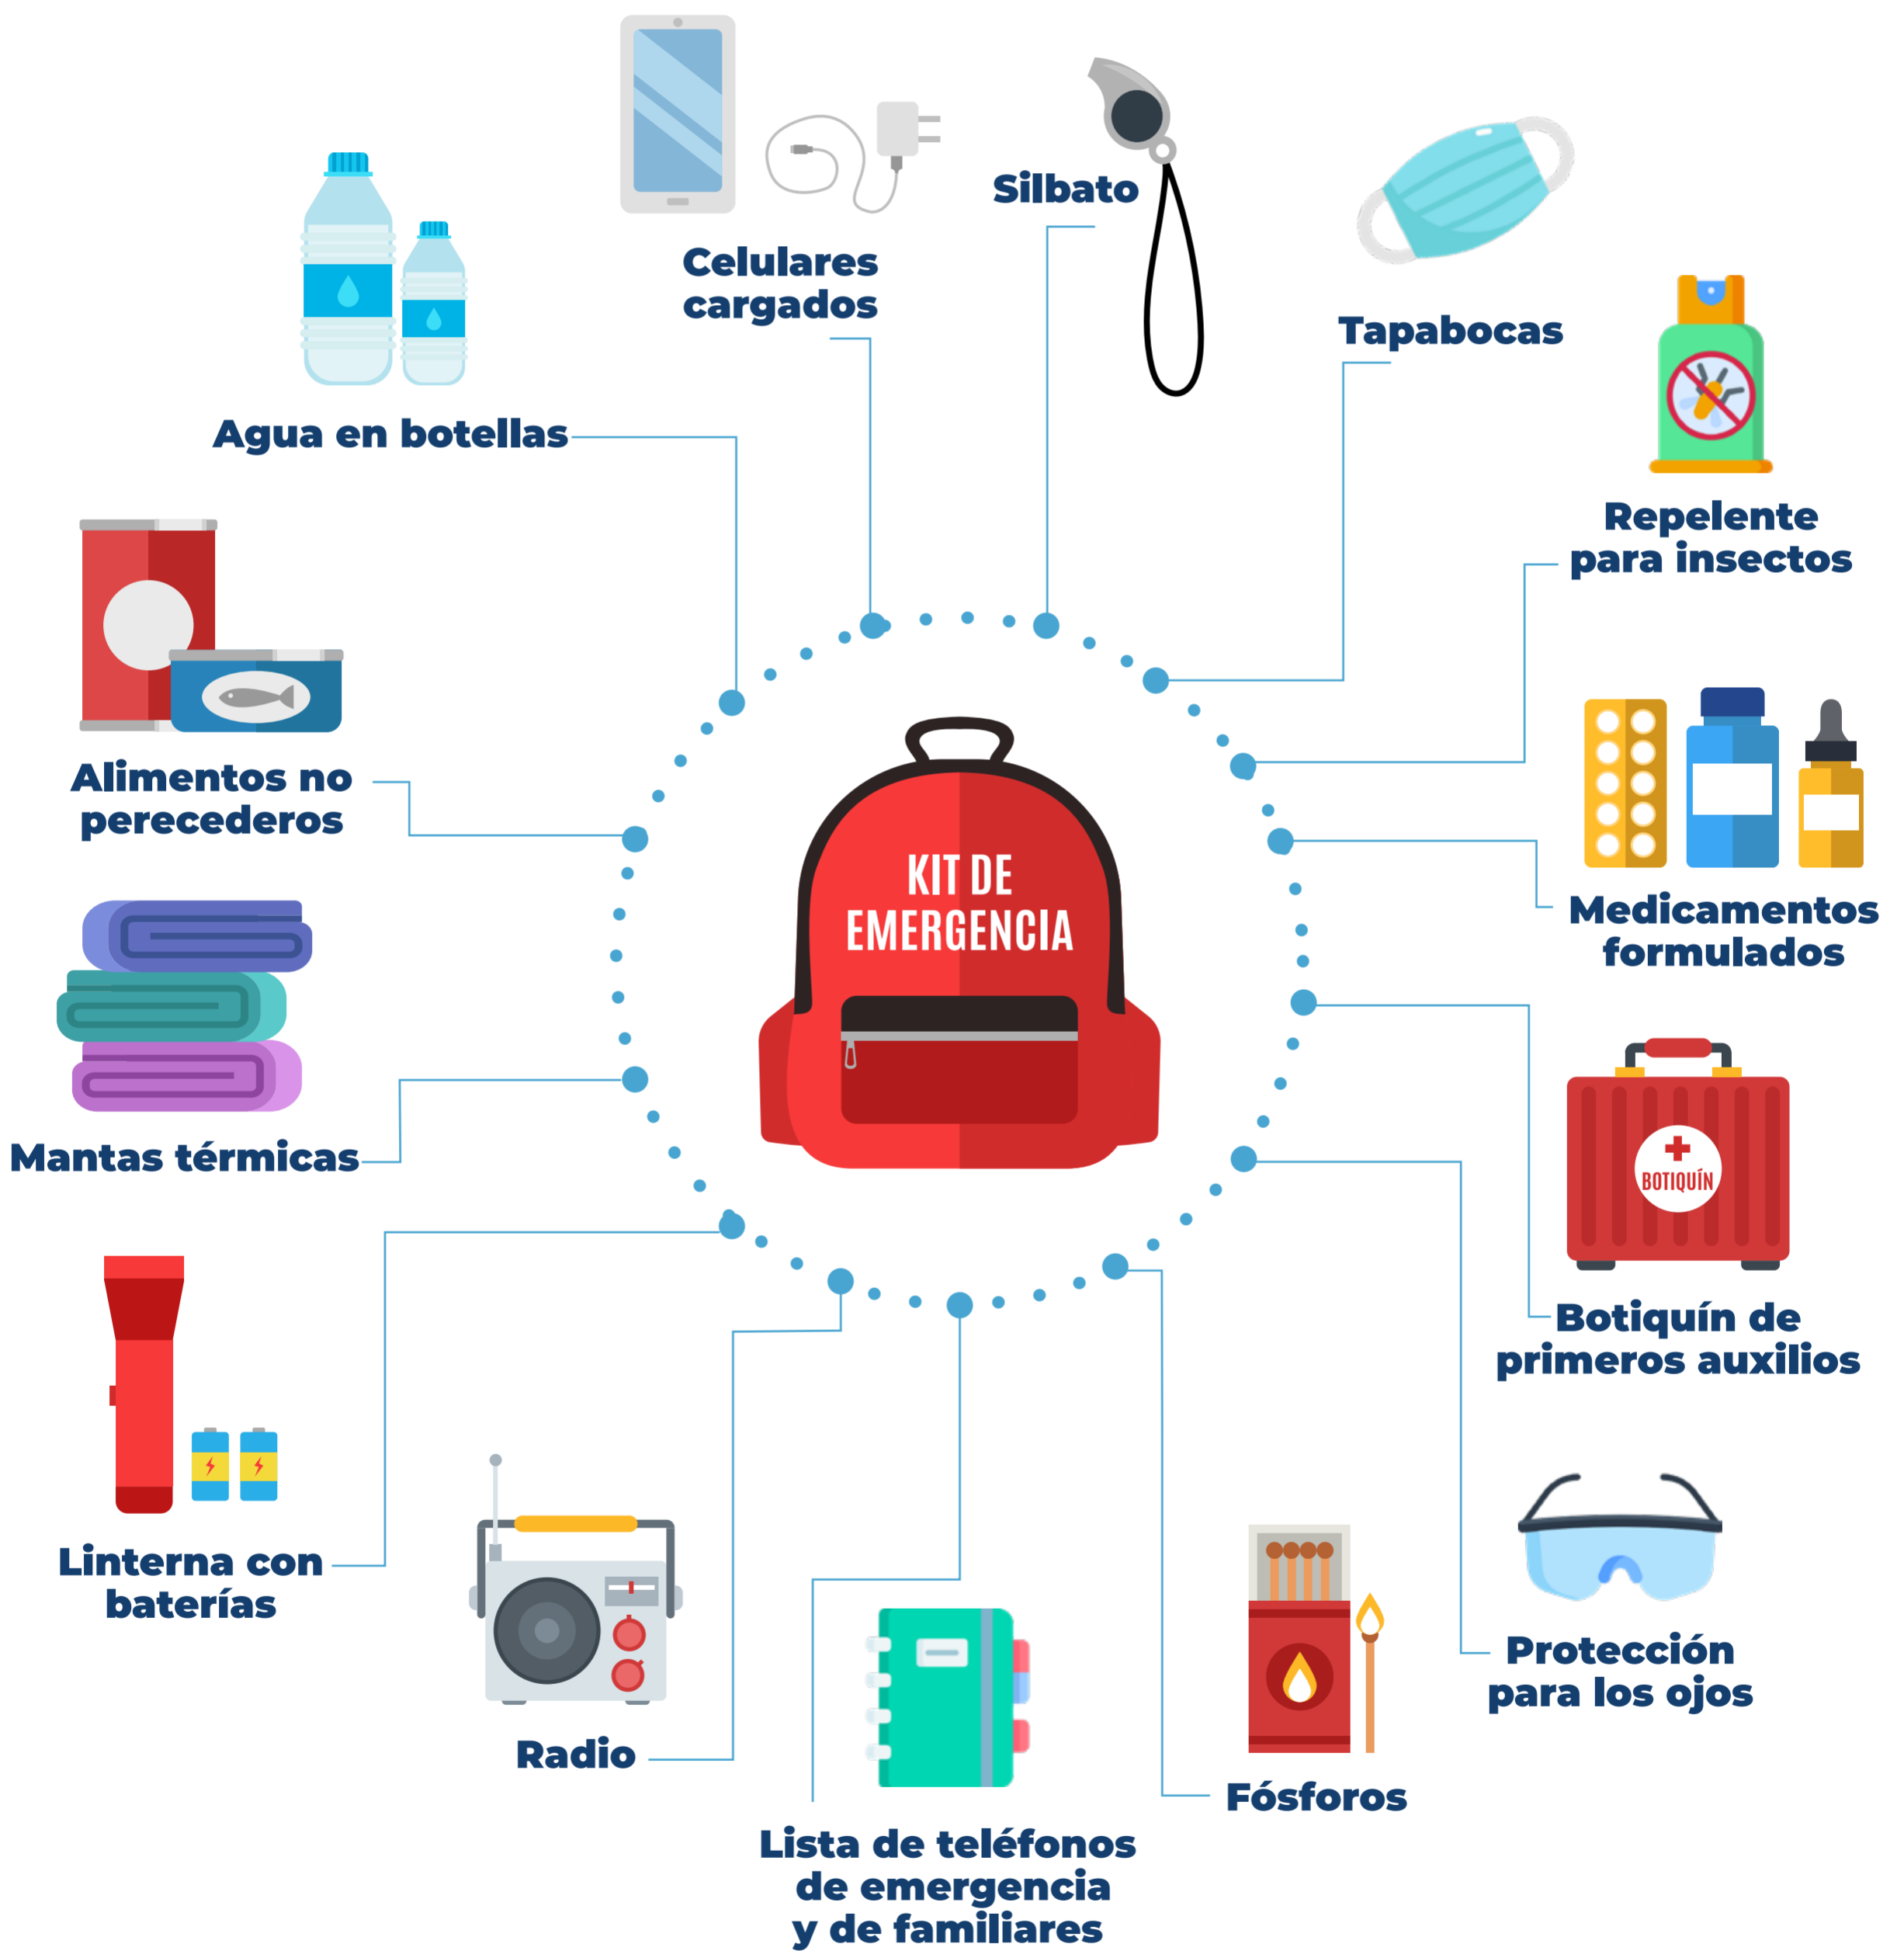 Celulares
cargados
Silbato
Tapabocas
Repelente
para insectos
Medicamentos
formulados
BOTIQUÍN
Botiquín de
primeros auxilios
Protección
para los ojos
Fósforos
Lista de teléfonos
de emergencia
y de familiares
Radio
Linterna con
baterías
Mantas térmicas
Alimentos no
perecederos
Agua en botellas
KIT DE
EMERGENCIA